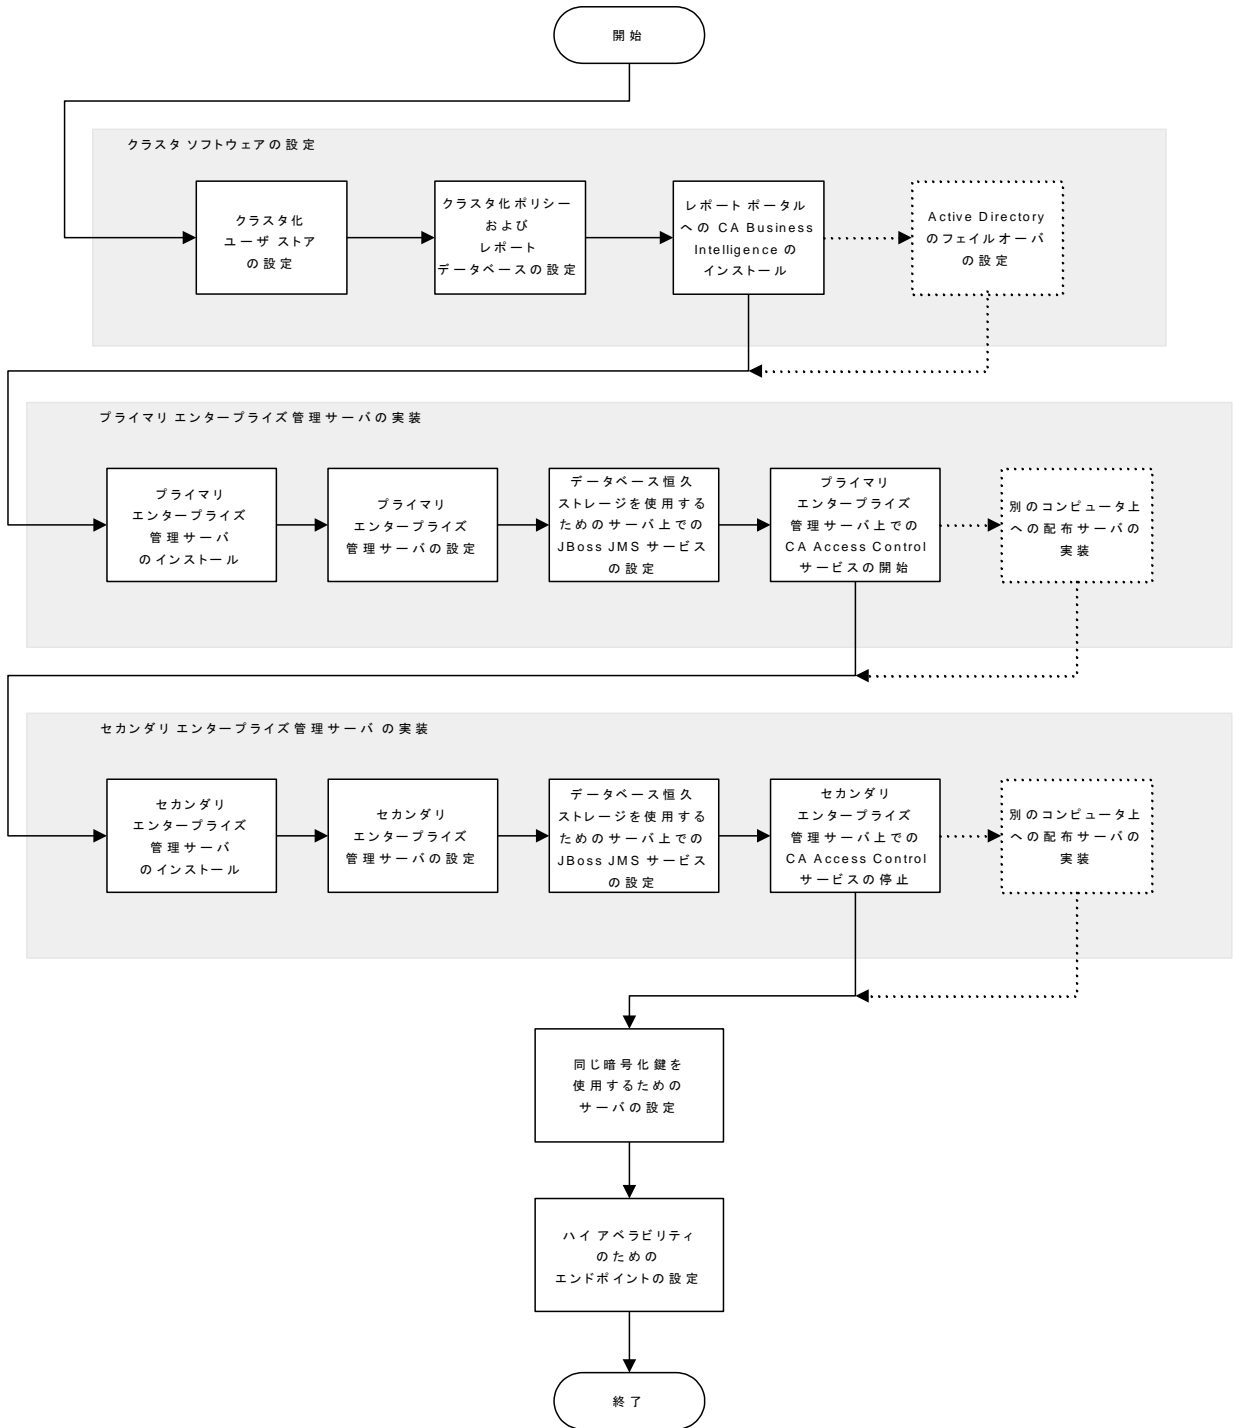 開始
クラスタ ソフトウェアの設定
クラスタ化
ユーザ ストア
の設定
クラスタ化ポリシー
および
レポート
データベースの設定
レポート ポータル
への CA Business
Intelligence の
インストール
Active Directory
のフェイルオーバ
の設定
プライマリ エンタープライズ管理サーバの実装
プライマリ
エンタープライズ
管理サーバ
のインストール
プライマリ
エンタープライズ
管理サーバの設定
データベース恒久
ストレージを使用する
ためのサーバ上での
JBoss JMS サービス
の設定
プライマリ
エンタープライズ
管理サーバ上での
CA Access Control
サービスの開始
別のコンピュータ上
への配布サーバの
実装
セカンダリ エンタープライズ管理サーバ の実装
セカンダリ
エンタープライズ
管理サーバ
のインストール
セカンダリ
エンタープライズ
管理サーバの設定
データベース恒久
ストレージを使用する
ためのサーバ上での
JBoss JMS サービス
の設定
セカンダリ
エンタープライズ
管理サーバ上での
CA Access Control
サービスの停止
別のコンピュータ上
への配布サーバの
実装
同じ暗号化鍵を
使用するための
サーバの設定
ハイ アベラビリティ
のための
エンドポイントの設定
終了